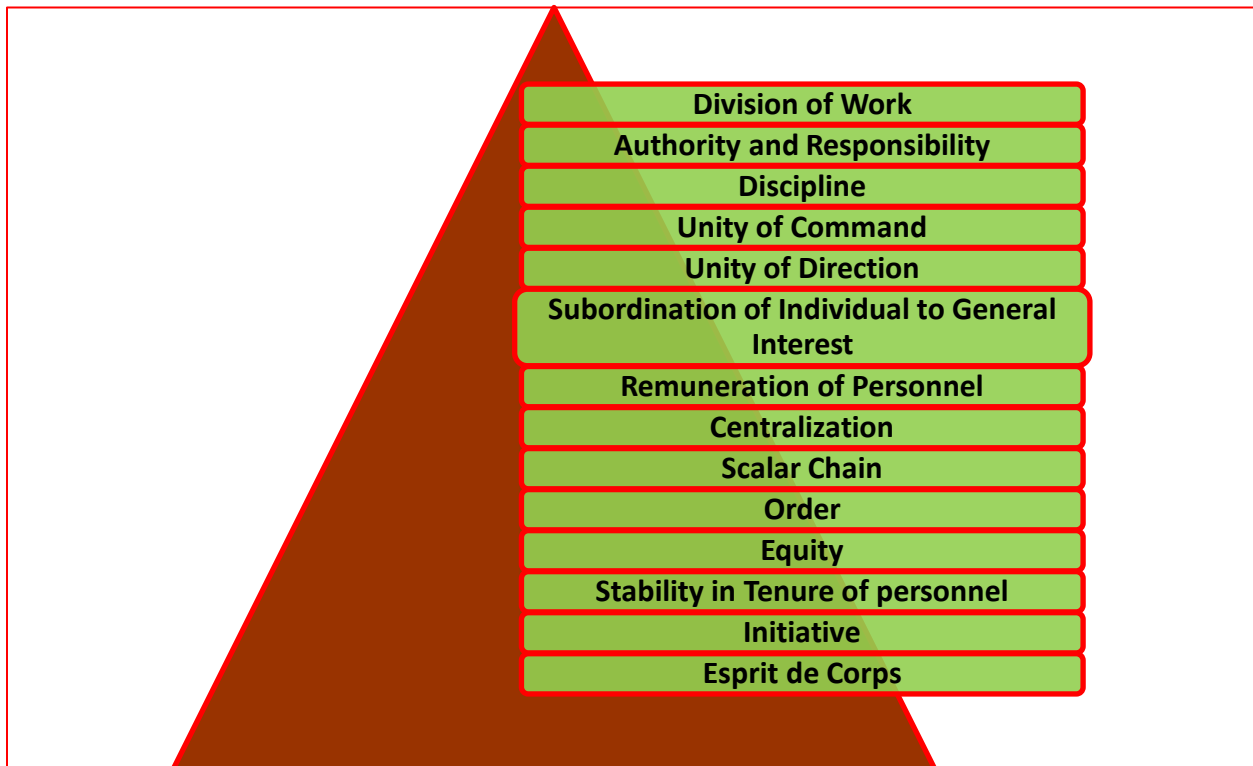 Division of Work
Authority and Responsibility
Discipline
Unity of Command
Unity of Direction
Subordination of Individual to General
Interest
Remuneration of Personnel
Centralization
Scalar Chain
Order
Equity
Stability in Tenure of personnel
Initiative
Esprit de Corps